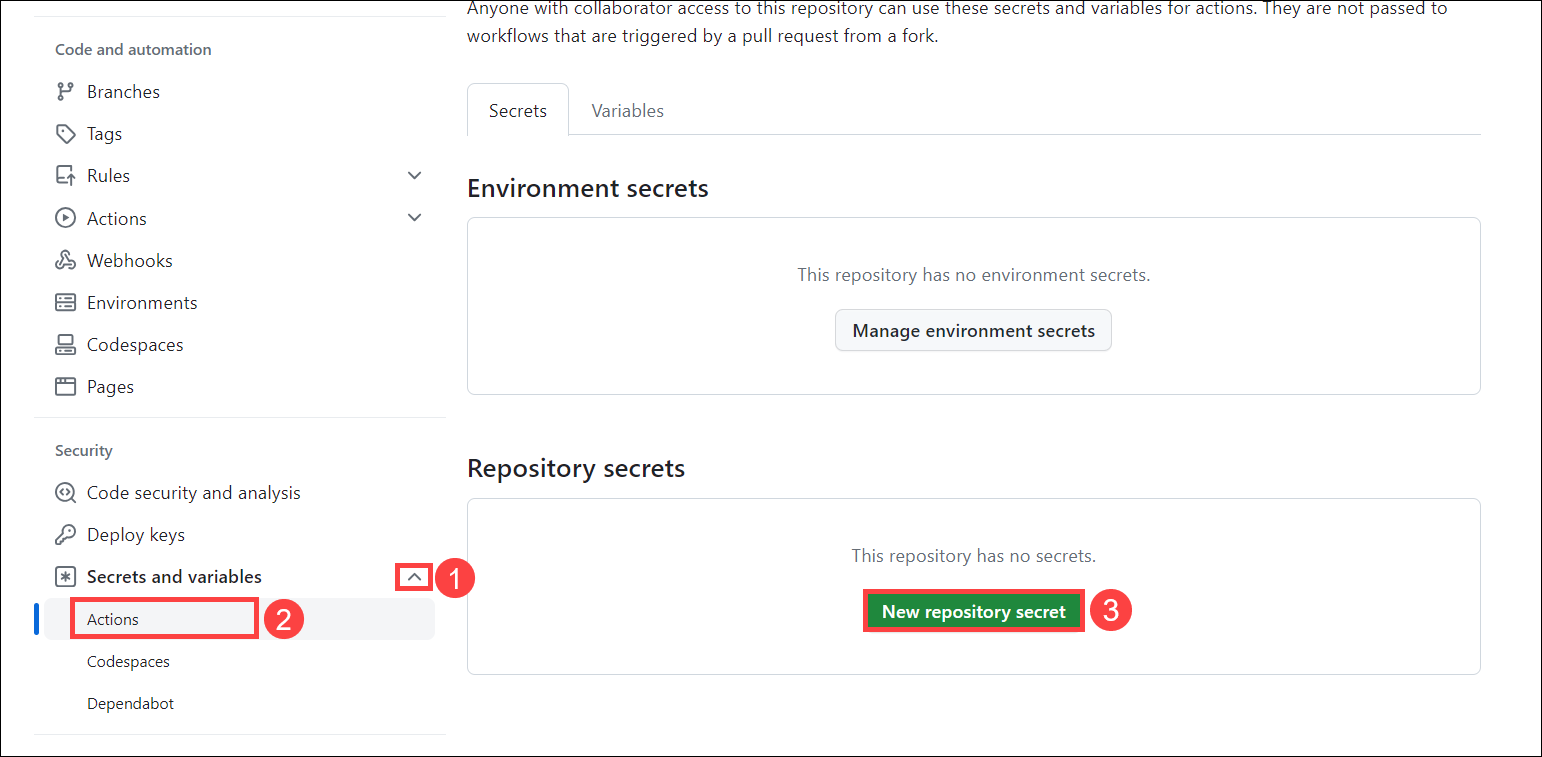 Anyone with collaborator access to this repository can use these secrets and variables for actions. They are not passed to
workflows that are triggered by a pull request from a fork.
Code and automation
Branches
Tags
Rules
Actions
Webhooks
Environments
Codespaces
Pages
Security
Code security and analysis
Deploy keys
Secrets and variables
1
Actions
2
Codespaces
Dependabot
Secrets
Variables
Environment secrets
This repository has no environment secrets.
Manage environment secrets
Repository secrets
This repository has no secrets.
New repository secret
3